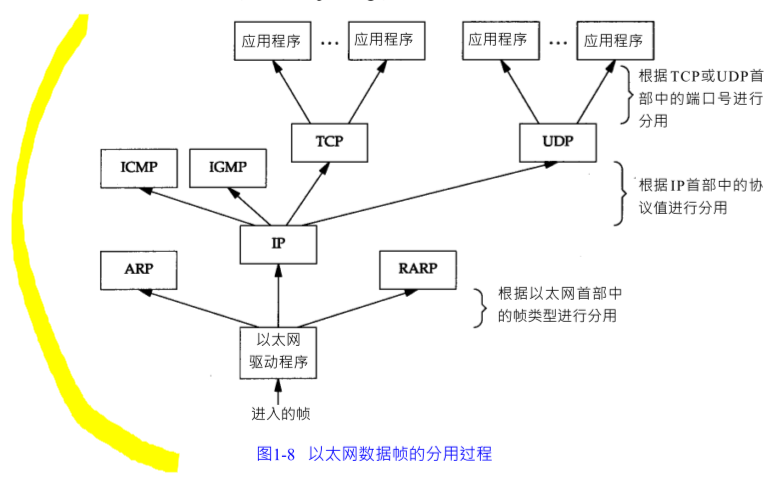 应用程序 … 应用程序 应用程序 … 应用程序
根据TCP或UDP首
部中的端口号进行
分用
TCP UDP
ICMP IGMP
根据IP首部中的协
议值进行分用
IP
ARP RARP
根据以太网首部中
的帧类型进行分用
以太网
驱动程序
进入的帧
图1-8 以太网数据帧的分用过程